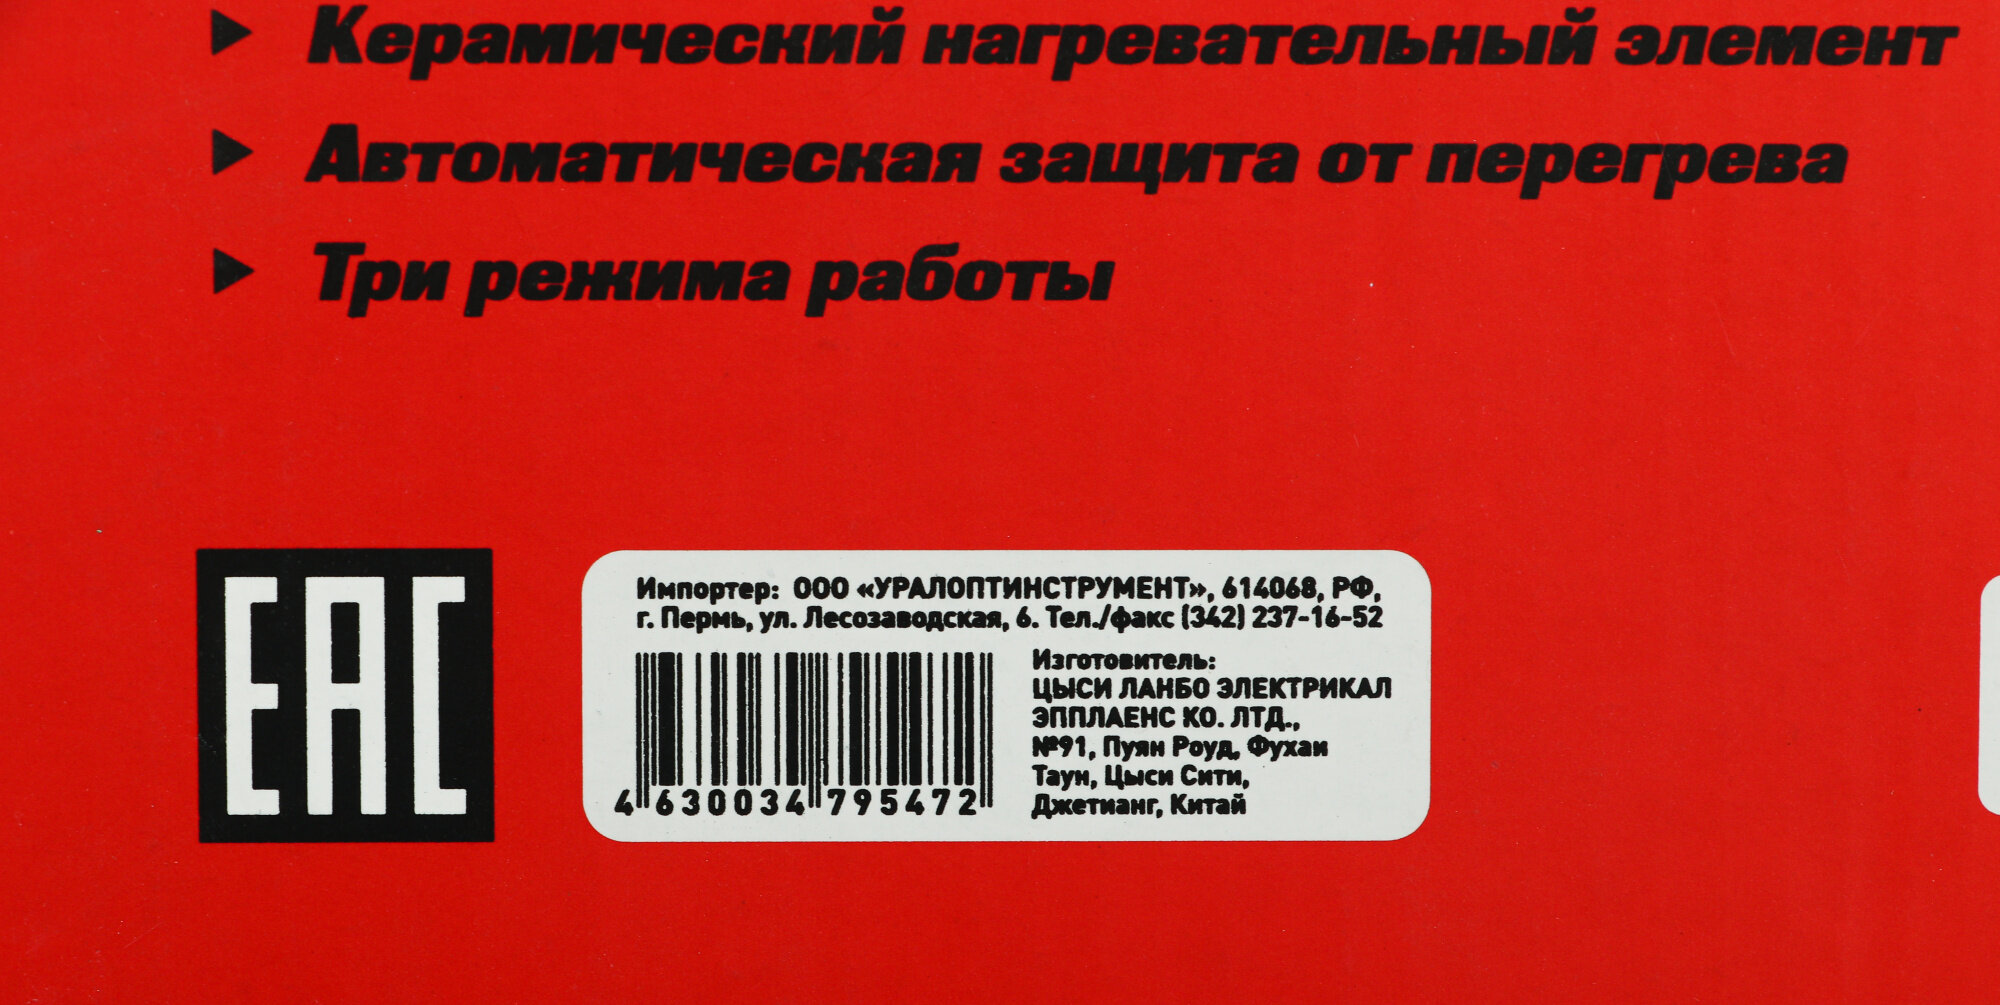 Керамический нагревательный элемент
Автоматическая защита от перегрева
Три режима работы
EAC
Импортер: ООО «УРАЛОПТИНСТРУМЕНТ», 614068, РФ,
г. Пермь, ул. Лесозаводская, 6. Тел./факс (342) 237-16-52
Изготовитель:
ЦЫСИ ЛАНБО ЭЛЕКТРИКАЛ
ЭППЛАЕНС КО. ЛТД.,
№91, Пуян Роуд, Фухаи
Таун, Цыси Сити,
Джетианг, Китай
4 630034 795472